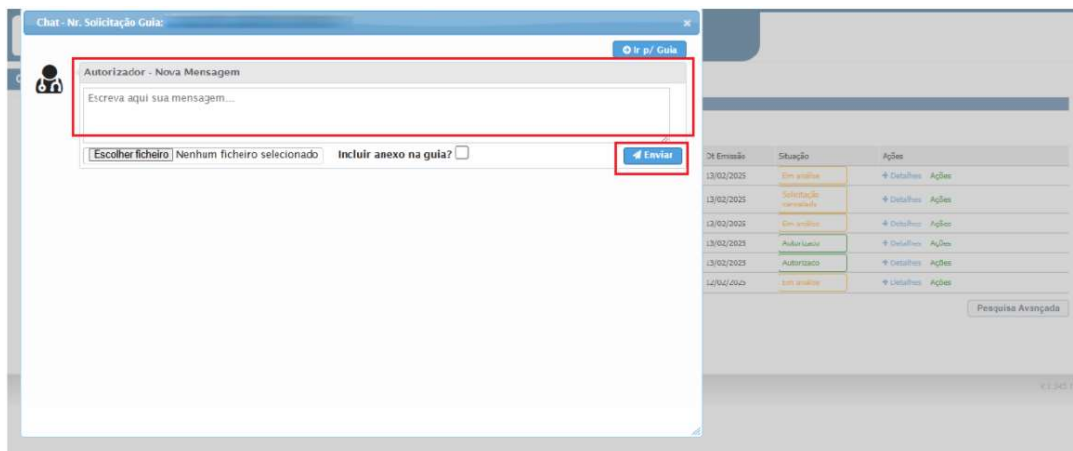 Chat - Nr. Solicitação Guia:
Ir p/ Guia
Autorizador - Nova Mensagem
Escreva aqui sua mensagem...
Escolher ficheiro Nenhum ficheiro selecionado Incluir anexo na guia? Enviar
Dt Emissão Situação Ações
13/02/2025 Em análise + Detalhes Ações
13/02/2025 Solicitação cancelada + Detalhes Ações
13/02/2025 Em análise + Detalhes Ações
13/02/2025 Autorizado + Detalhes Ações
13/02/2025 Autorizado + Detalhes Ações
12/02/2025 Em análise + Detalhes Ações
Pesquisa Avançada